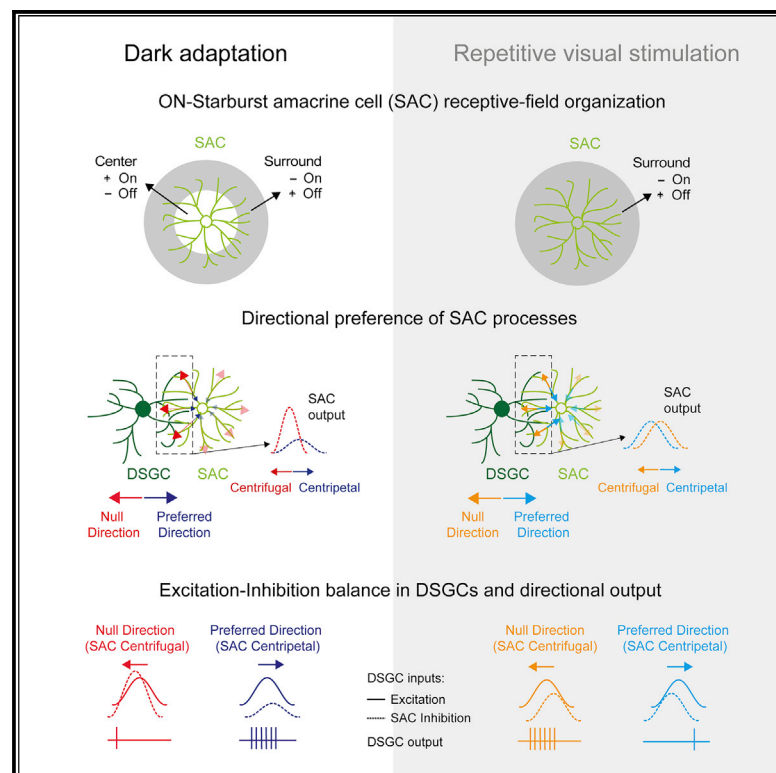 Dark adaptation
Repetitive visual stimulation
ON-Starburst amacrine cell (SAC) receptive-field organization
SAC
Center
+ On
− Off
Surround
− On
+ Off
SAC
Surround
− On
+ Off
Directional preference of SAC processes
SAC
output
DSGC
SAC
Centrifugal
Centripetal
Null
Direction
Preferred
Direction
SAC
output
DSGC
SAC
Centrifugal
Centripetal
Null
Direction
Preferred
Direction
Excitation-Inhibition balance in DSGCs and directional output
Null Direction
(SAC Centrifugal)
Preferred Direction
(SAC Centripetal)
DSGC inputs:
Excitation
SAC Inhibition
DSGC output
Null Direction
(SAC Centrifugal)
Preferred Direction
(SAC Centripetal)